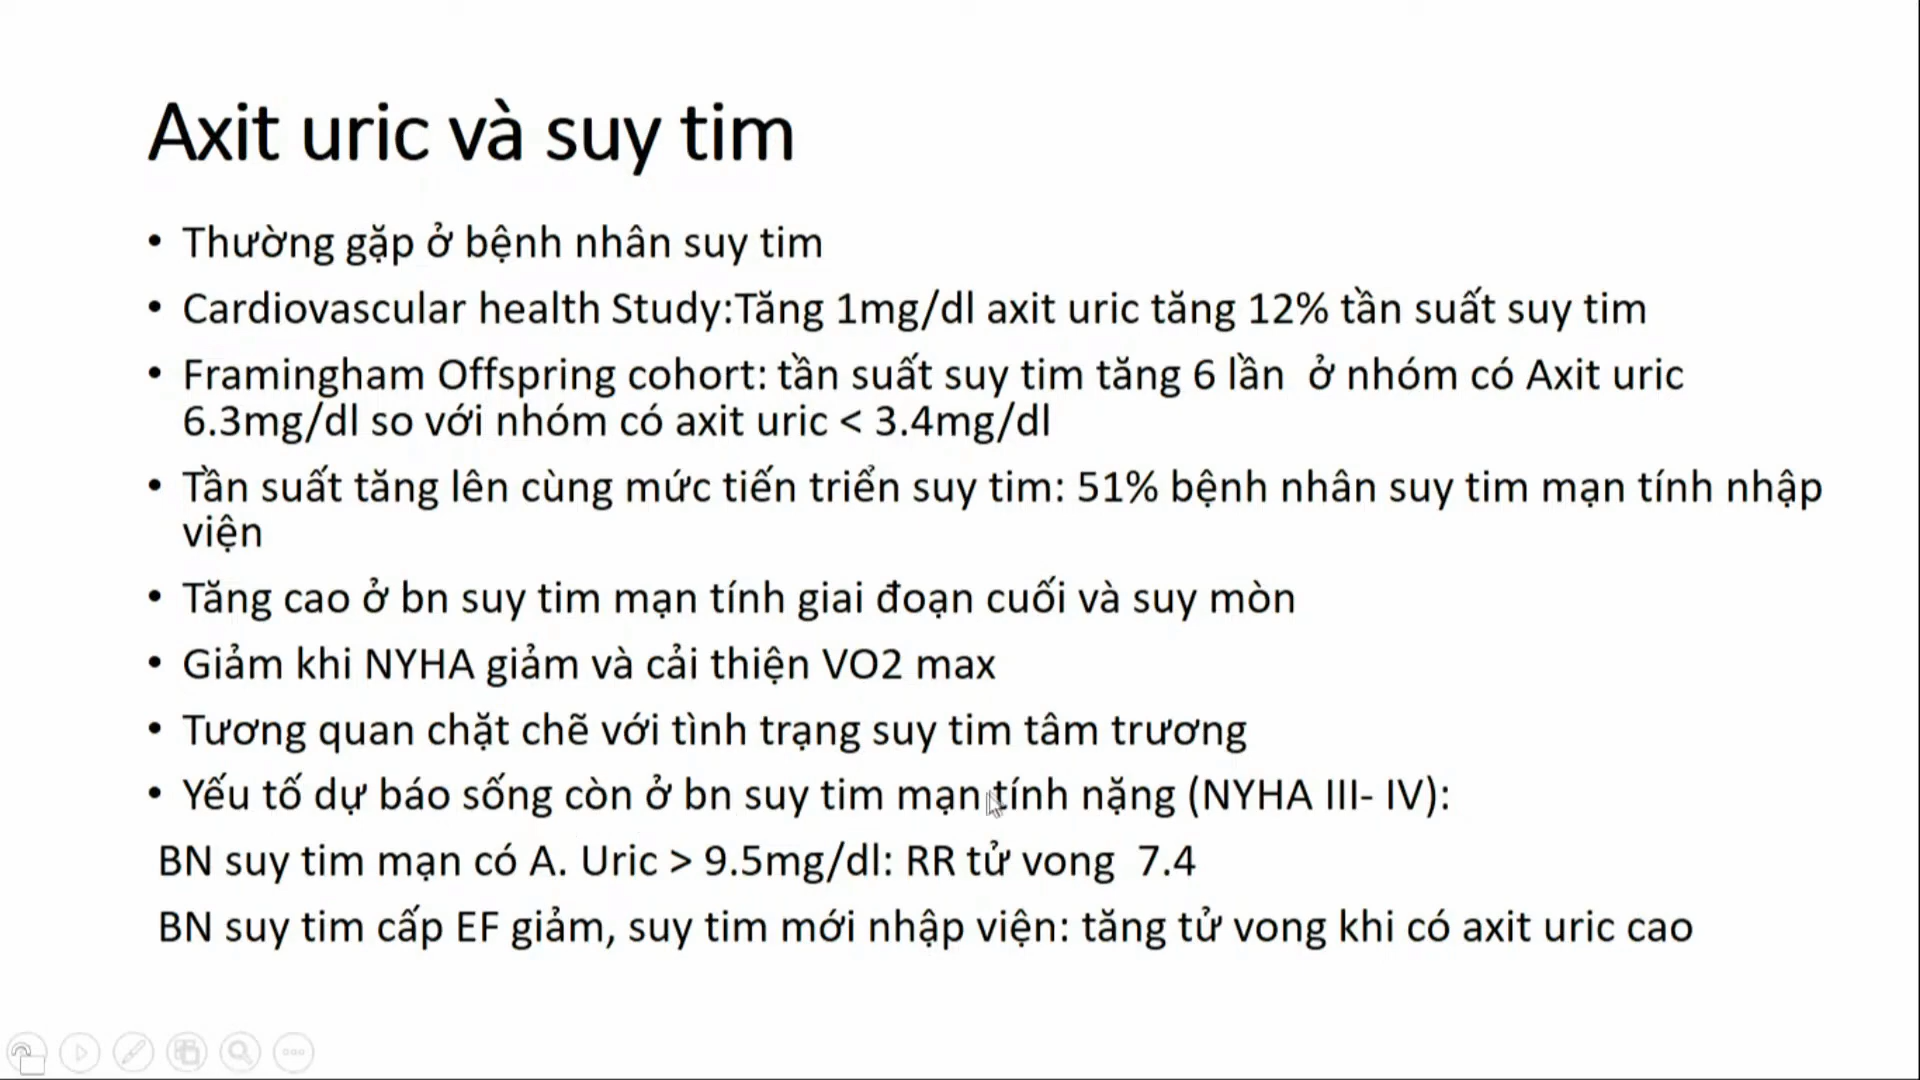 Axit uric và suy tim
• Thường gặp ở bệnh nhân suy tim
• Cardiovascular health Study:Tăng 1mg/dl axit uric tăng 12% tần suất suy tim
• Framingham Offspring cohort: tần suất suy tim tăng 6 lần ở nhóm có Axit uric
6.3mg/dl so với nhóm có axit uric < 3.4mg/dl
• Tần suất tăng lên cùng mức tiến triển suy tim: 51% bệnh nhân suy tim mạn tính nhập
viện
• Tăng cao ở bn suy tim mạn tính giai đoạn cuối và suy mòn
• Giảm khi NYHA giảm và cải thiện VO2 max
• Tương quan chặt chẽ với tình trạng suy tim tâm trương
• Yếu tố dự báo sống còn ở bn suy tim mạn tính nặng (NYHA III- IV):
BN suy tim mạn có A. Uric > 9.5mg/dl: RR tử vong 7.4
BN suy tim cấp EF giảm, suy tim mới nhập viện: tăng tử vong khi có axit uric cao